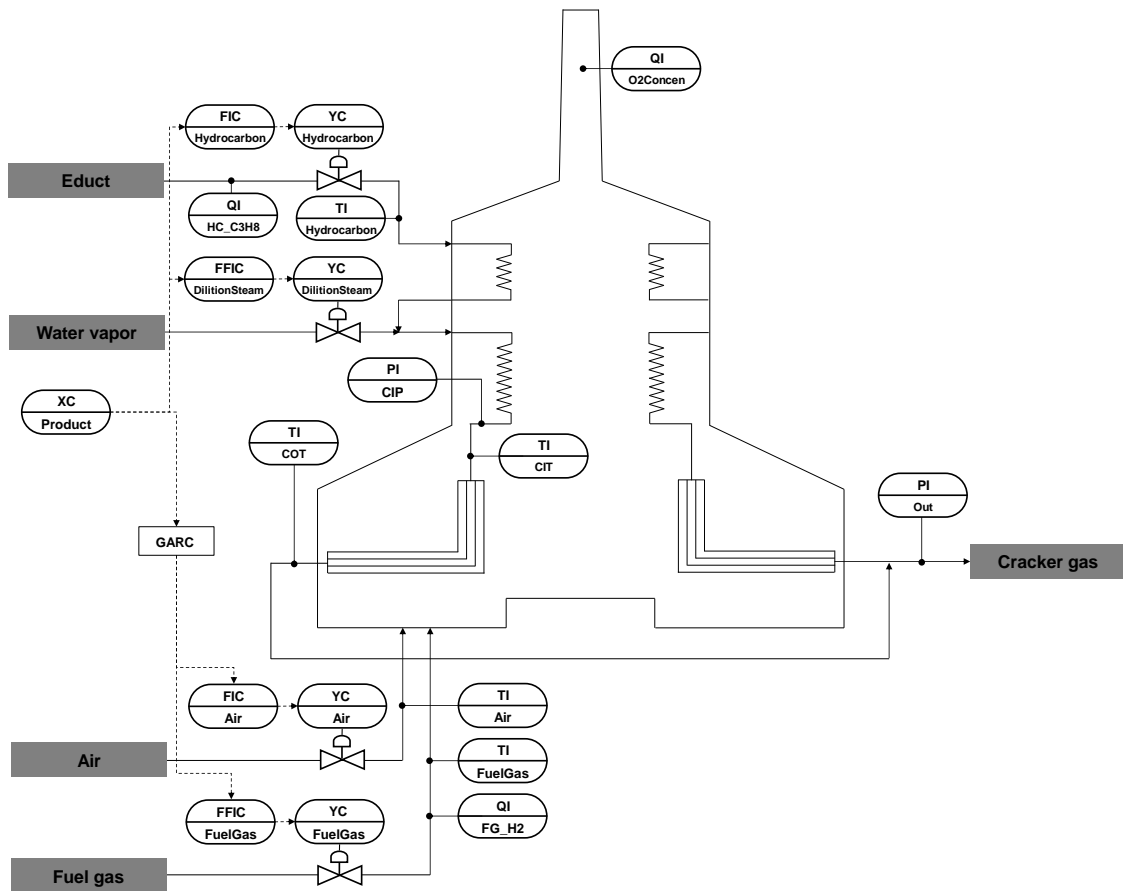 QI
O2Concen
FIC
Hydrocarbon
YC
Hydrocarbon
Educt
QI
HC_C3H8
TI
Hydrocarbon
FFIC
DilitionSteam
YC
DilitionSteam
Water vapor
PI
CIP
XC
Product
TI
COT
TI
CIT
PI
Out
GARC
Cracker gas
FIC
Air
YC
Air
TI
Air
Air
TI
FuelGas
FFIC
FuelGas
YC
FuelGas
QI
FG_H2
Fuel gas